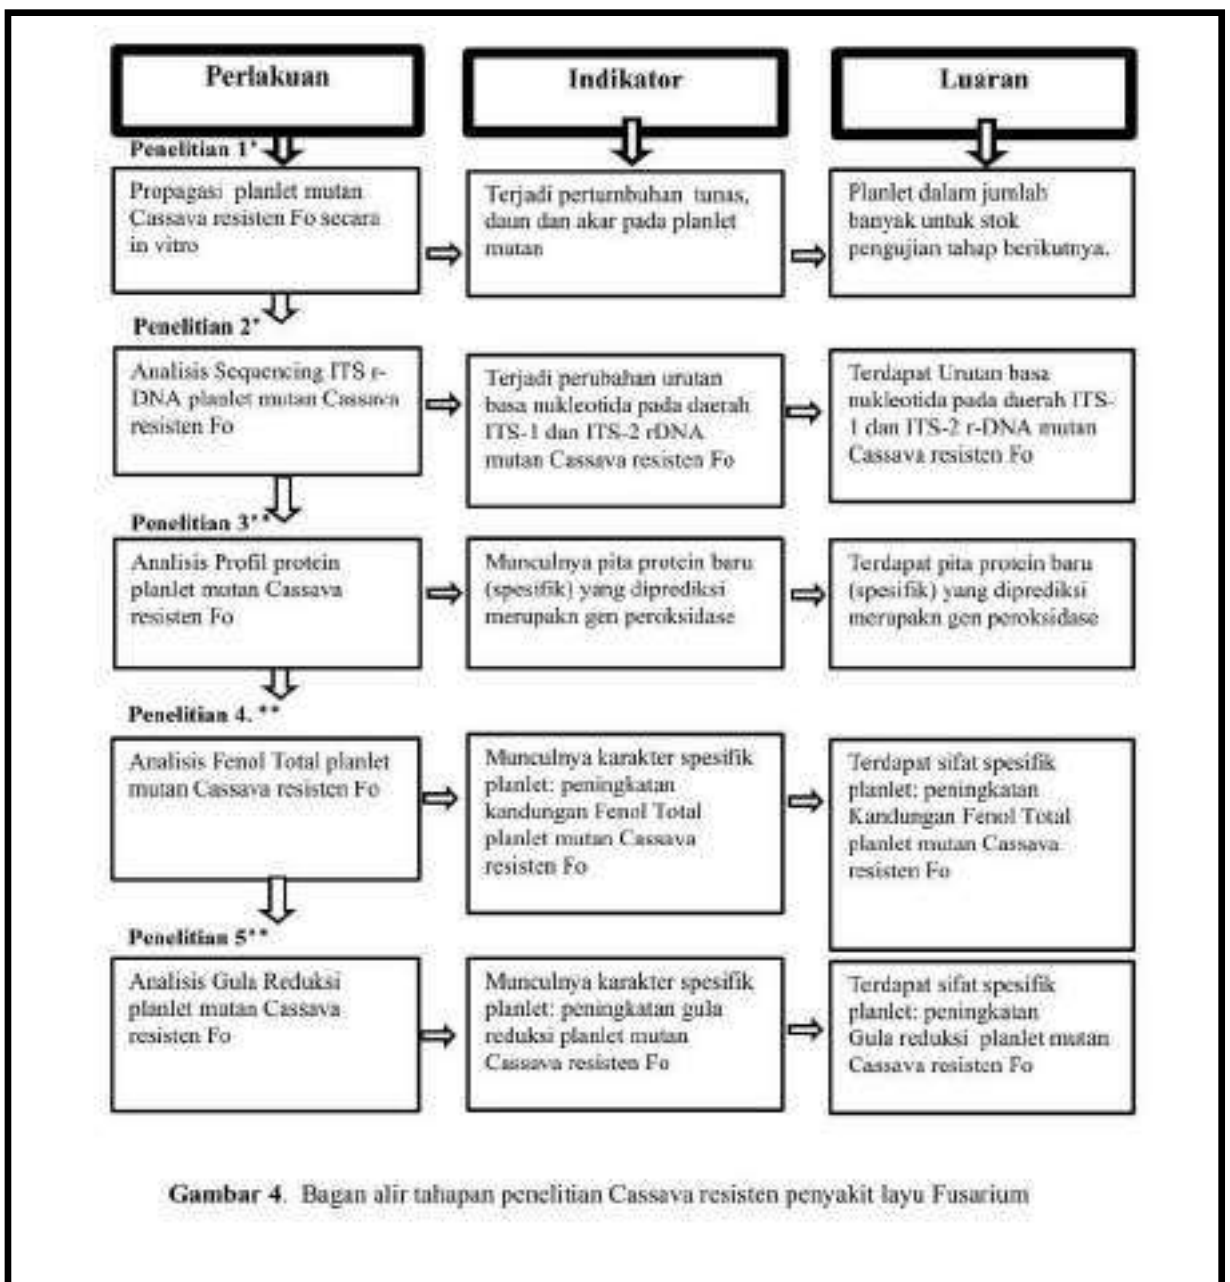 Perlakuan
Indikator
Luaran
Penelitian 1*
Propagasi planlet mutan
Cassava resisten Fo secara
in vitro
Terjadi pertumbuhan tunas,
daun dan akar pada planlet
mutan
Planlet dalam jumlah
banyak untuk stok
pengujian tahap berikutnya.
Penelitian 2*
Analisis Sequencing ITS r-
DNA planlet mutan Cassava
resisten Fo
Terjadi perubahan urutan
basa nukleotida pada daerah
ITS-1 dan ITS-2 rDNA
mutan Cassava resisten Fo
Terdapat Urutan basa
nukleotida pada daerah ITS-
1 dan ITS-2 r-DNA mutan
Cassava resisten Fo
Penelitian 3**
Analisis Profil protein
planlet mutan Cassava
resisten Fo
Munculnya pita protein baru
(spesifik) yang diprediksi
merupakn gen peroksidase
Terdapat pita protein baru
(spesifik) yang diprediksi
merupakn gen peroksidase
Penelitian 4. **
Analisis Fenol Total planlet
mutan Cassava resisten Fo
Munculnya karakter spesifik
planlet: peningkatan
kandungan Fenol Total
planlet mutan Cassava
resisten Fo
Terdapat sifat spesifik
planlet: peningkatan
Kandungan Fenol Total
planlet mutan Cassava
resisten Fo
Penelitian 5**
Analisis Gula Reduksi
planlet mutan Cassava
resisten Fo
Munculnya karakter spesifik
planlet: peningkatan gula
reduksi planlet mutan
Cassava resisten Fo
Terdapat sifat spesifik
planlet: peningkatan
Gula reduksi planlet mutan
Cassava resisten Fo
Gambar 4. Bagan alir tahapan penelitian Cassava resisten penyakit layu Fusarium